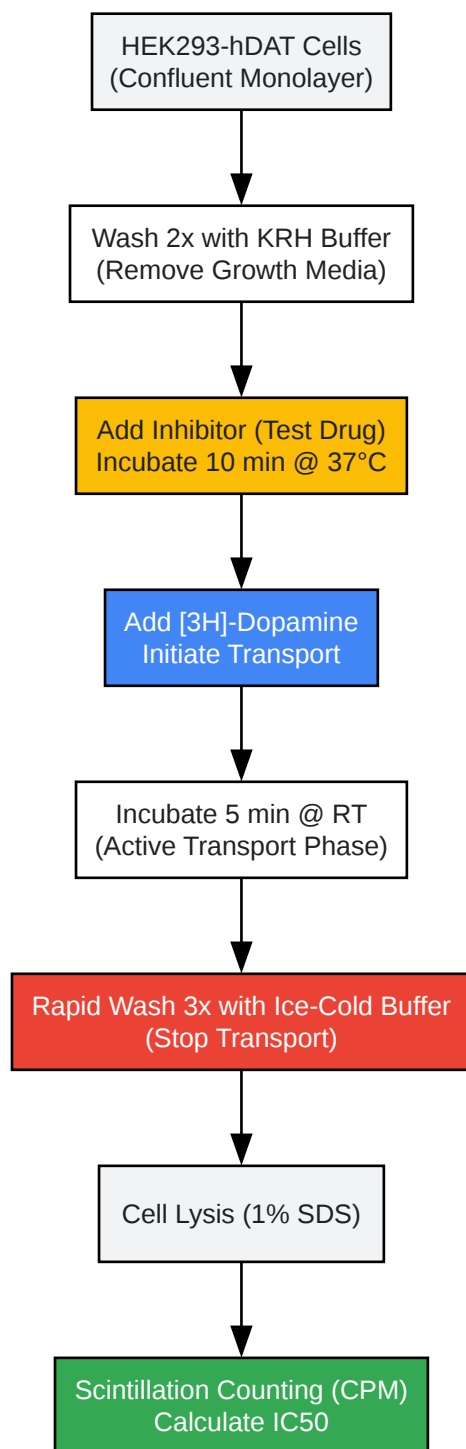 HEK293-hDAT Cells
(Confluent Monolayer)
Wash 2x with KRH Buffer
(Remove Growth Media)
Add Inhibitor (Test Drug)
Incubate 10 min @ 37°C
Add [3H]-Dopamine
Initiate Transport
Incubate 5 min @ RT
(Active Transport Phase)
Rapid Wash 3x with Ice-Cold Buffer
(Stop Transport)
Cell Lysis (1% SDS)
Scintillation Counting (CPM)
Calculate IC50